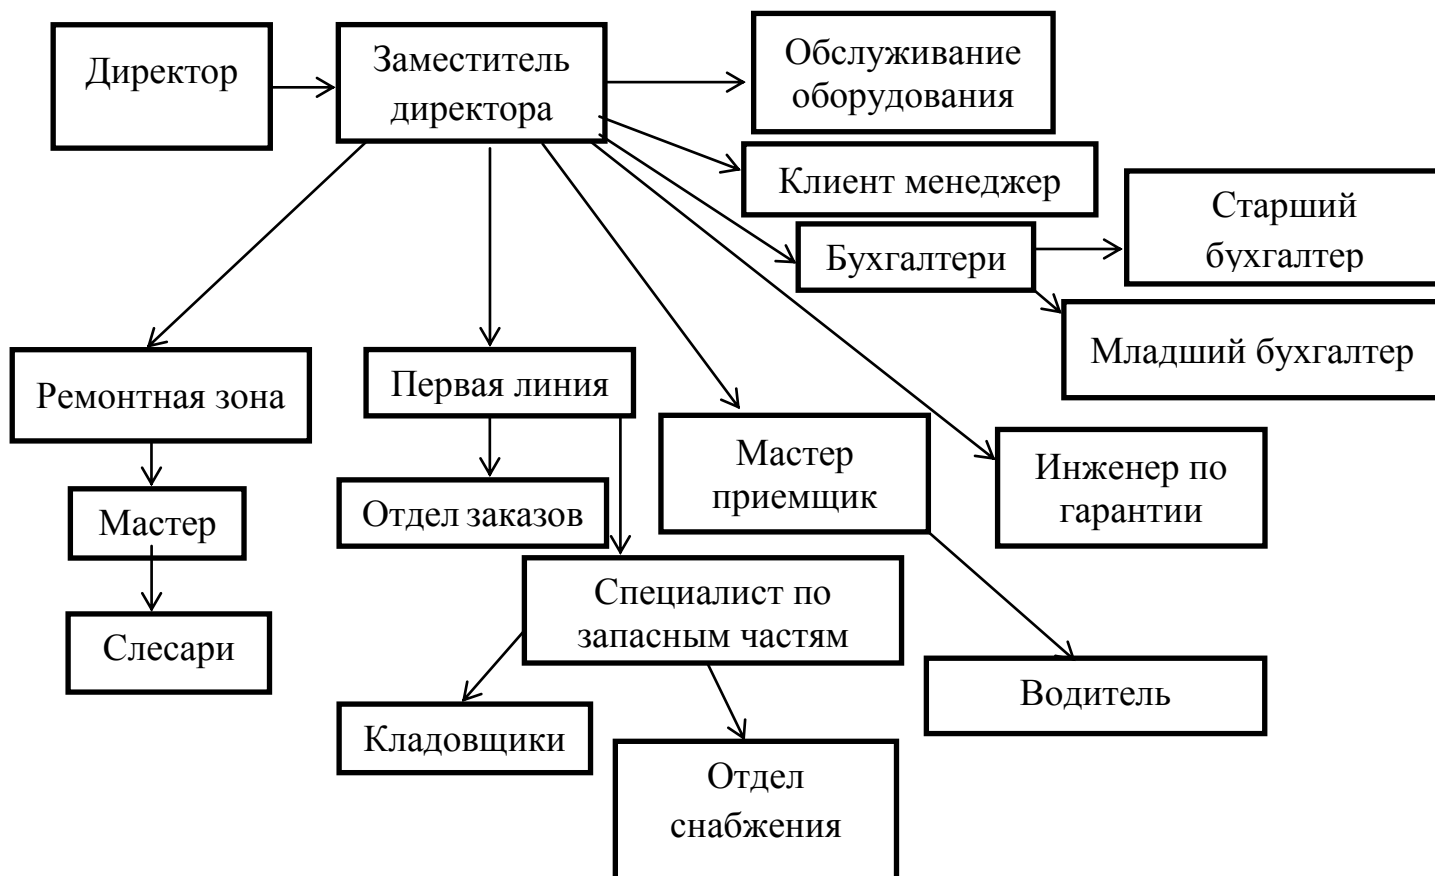 Директор
Заместитель
директора
Обслуживание
оборудования
Клиент менеджер
Старший
бухгалтер
Бухгалтери
Младший бухгалтер
Ремонтная зона
Первая линия
Мастер
приемщик
Инженер по
гарантии
Мастер
Отдел заказов
Специалист по
запасным частям
Слесари
Водитель
Кладовщики
Отдел
снабжения